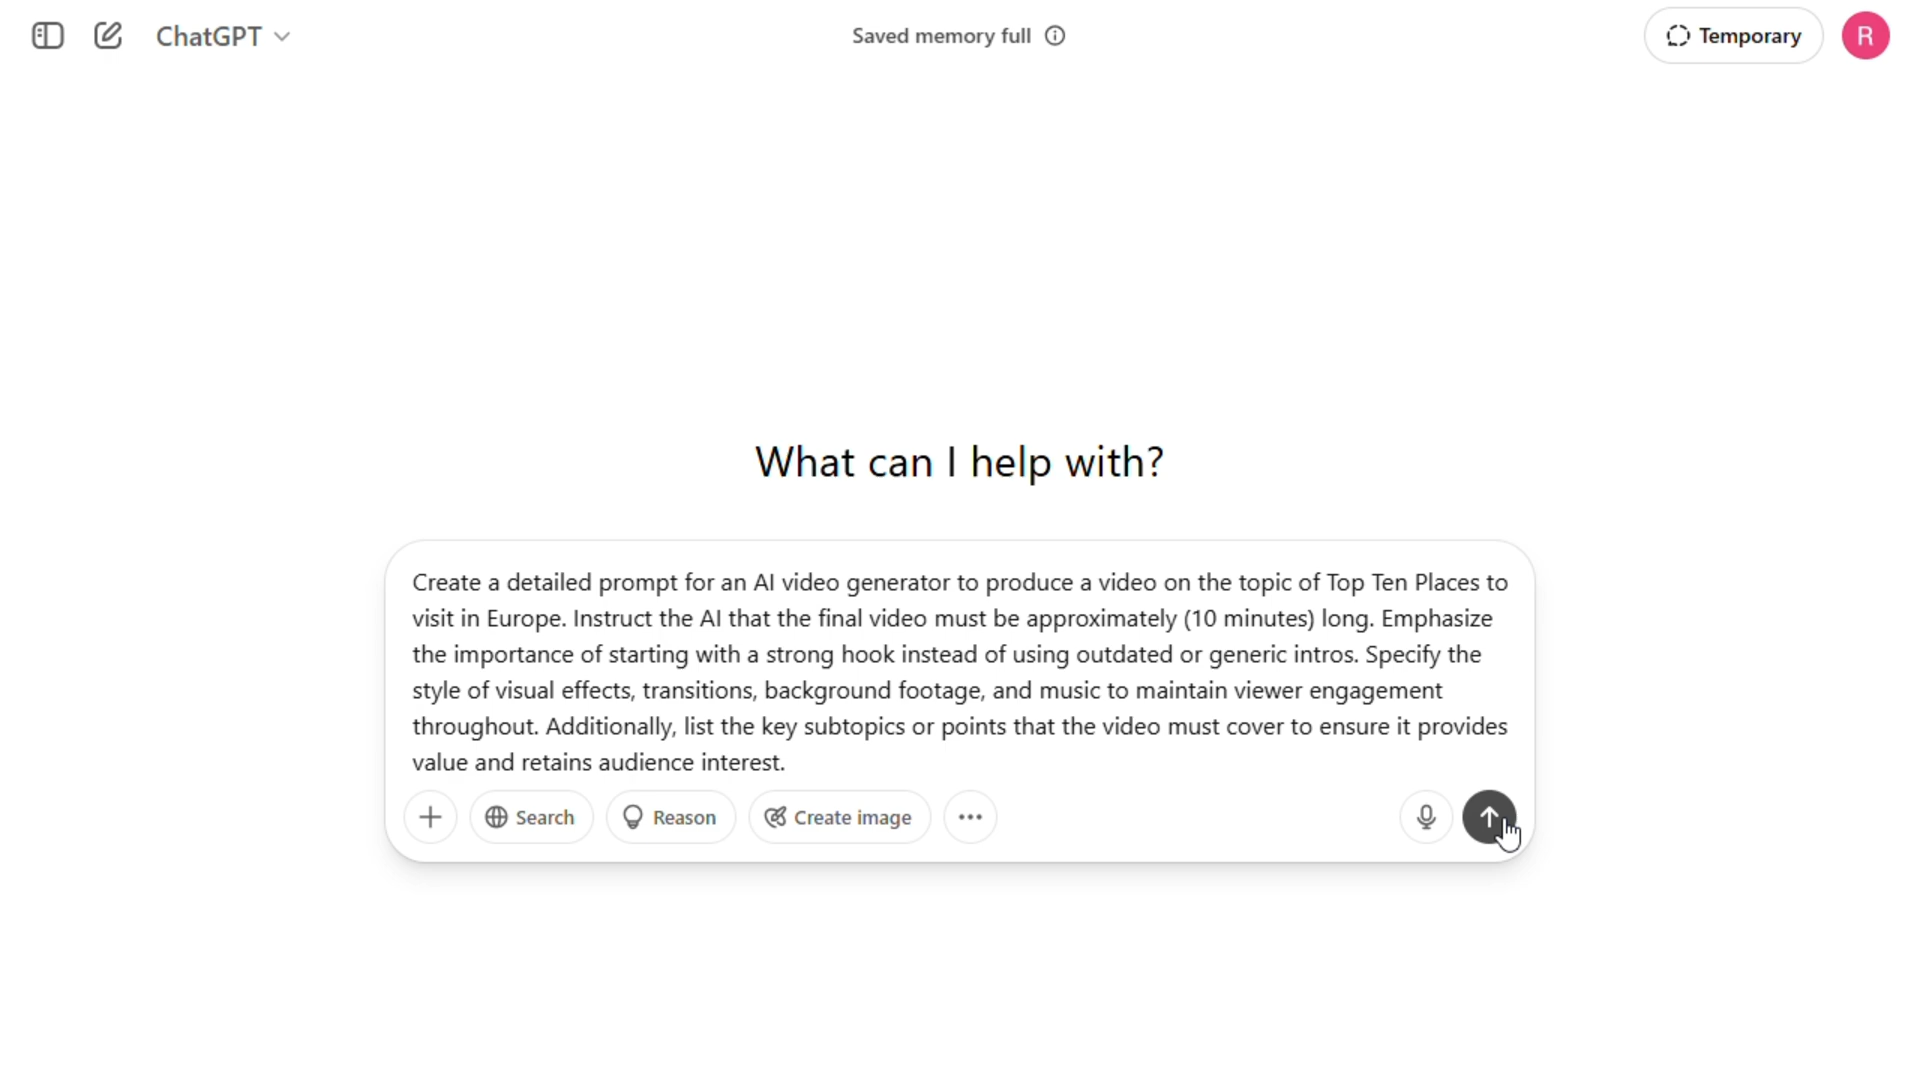 ChatGPT
Saved memory full
Temporary
R
What can I help with?
Create a detailed prompt for an AI video generator to produce a video on the topic of Top Ten Places to
visit in Europe. Instruct the AI that the final video must be approximately (10 minutes) long. Emphasize
the importance of starting with a strong hook instead of using outdated or generic intros. Specify the
style of visual effects, transitions, background footage, and music to maintain viewer engagement
throughout. Additionally, list the key subtopics or points that the video must cover to ensure it provides
value and retains audience interest.
Search
Reason
Create image